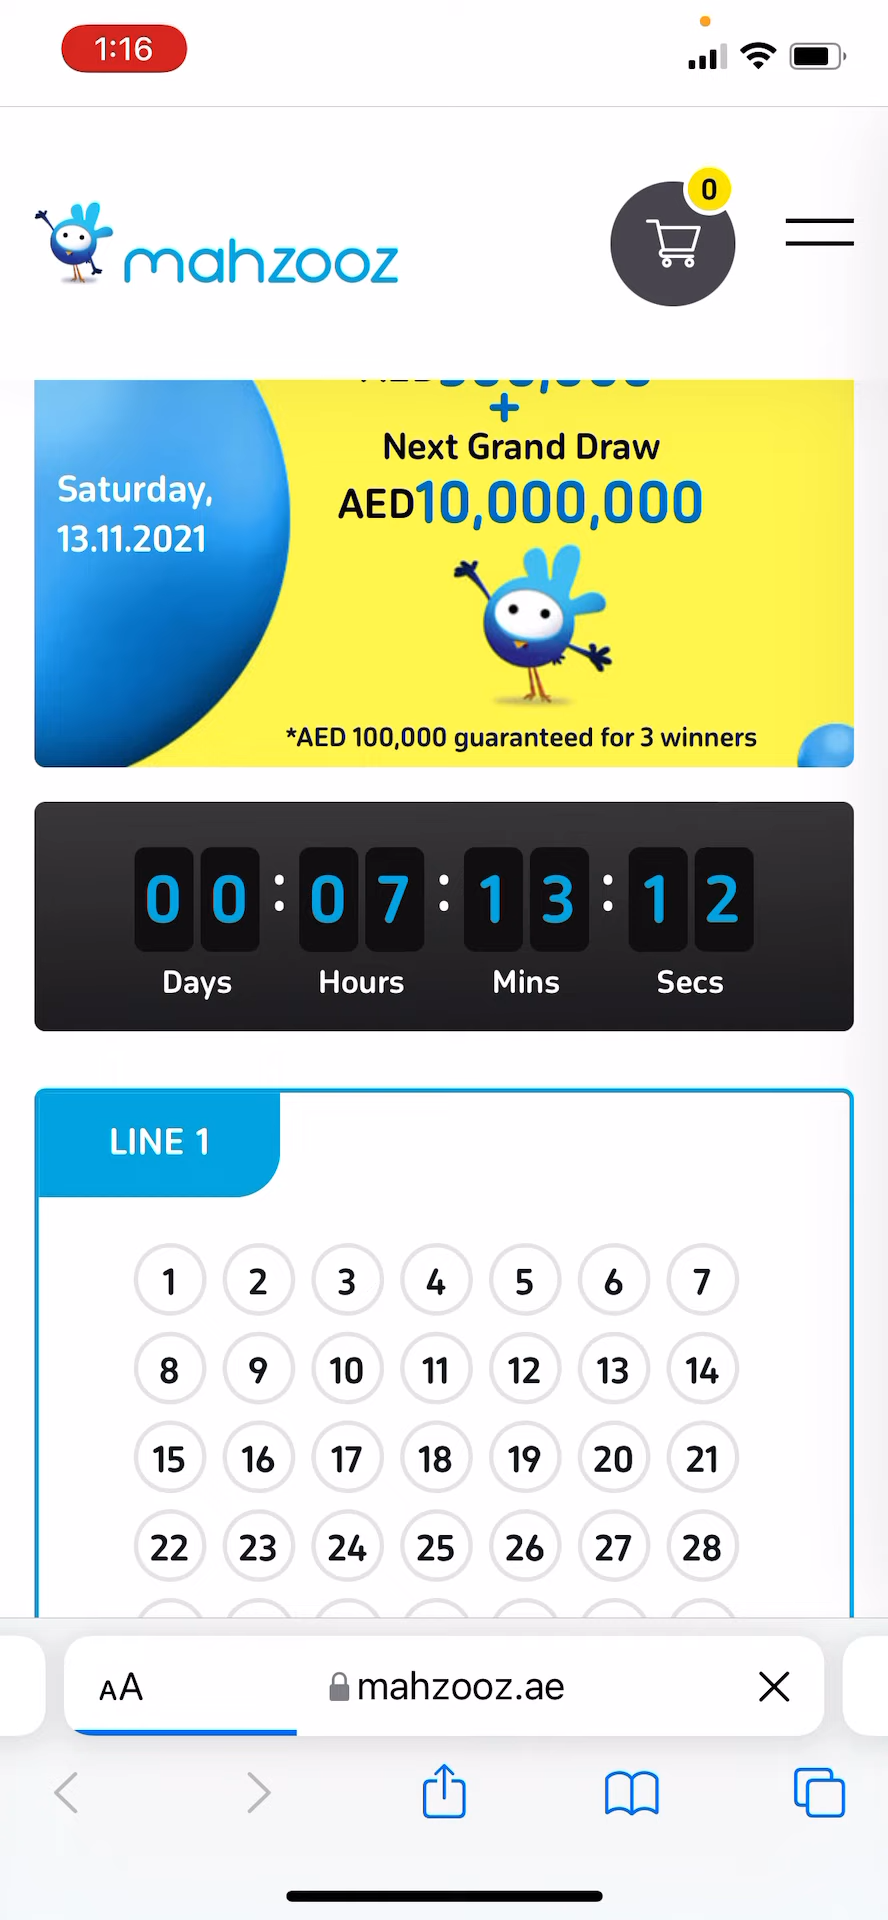 1:16
0
mahzooz
+
Next Grand Draw
AED10,000,000
Saturday,
13.11.2021
*AED 100,000 guaranteed for 3 winners
00 : 07 : 13 : 12
Days Hours Mins Secs
LINE 1
1 2 3 4 5 6 7
8 9 10 11 12 13 14
15 16 17 18 19 20 21
22 23 24 25 26 27 28
AA mahzooz.ae